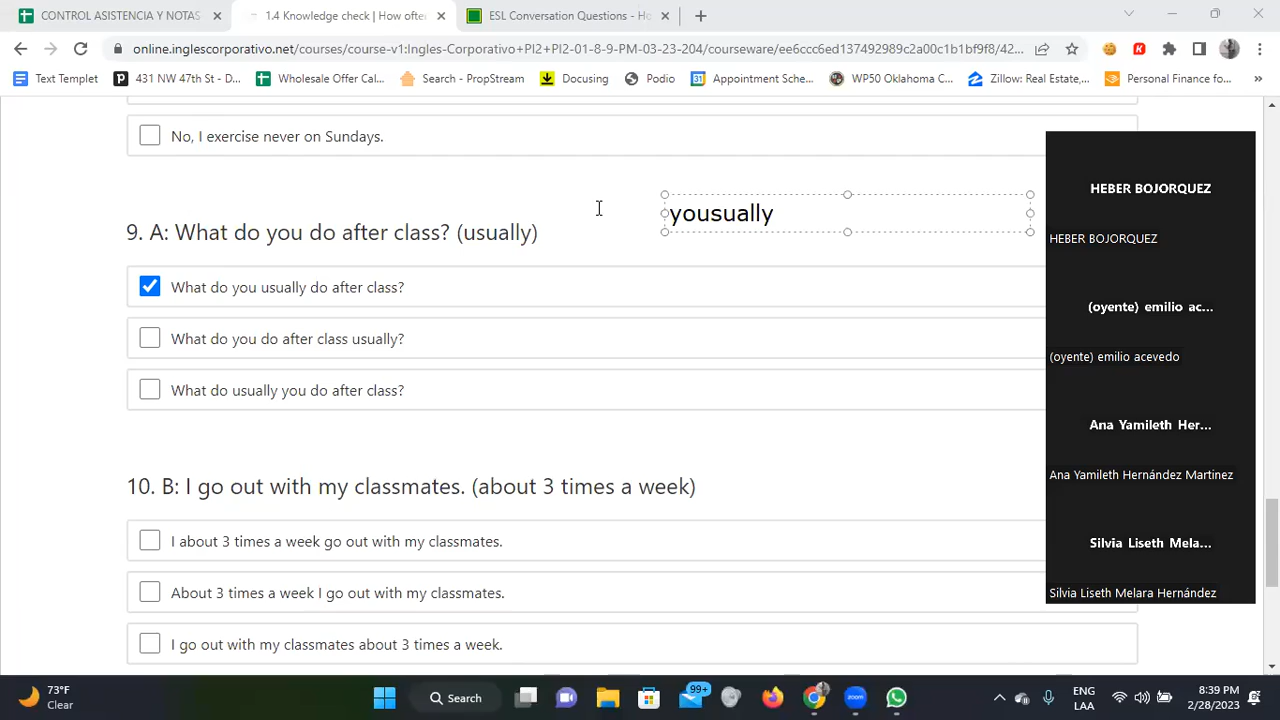 CONTROL ASISTENCIA Y NOTAS
1.4 Knowledge check | How ofte
ESL Conversation Questions - Ho
online.inglescorporativo.net/courses/course-v1:Ingles-Corporativo+PI2+PI2-01-8-9-PM-03-23-204/courseware/ee6cccoed137492989c2a00c1b1bf9f8/42...
Text Templet
431 NW 47th St - D...
Wholesale Offer Cal...
Search - PropStream
Docusing
Podio
Appointment Sche...
WP50 Oklahoma C...
Zillow: Real Estate,...
Personal Finance fo...
No, I exercise never on Sundays.
yousually
9. A: What do you do after class? (usually)
What do you usually do after class?
What do you do after class usually?
What do usually you do after class?
10. B: I go out with my classmates. (about 3 times a week)
I about 3 times a week go out with my classmates.
About 3 times a week I go out with my classmates.
I go out with my classmates about 3 times a week.
HEBER BOJORQUEZ
HEBER BOJORQUEZ
(oyente) emilio ac...
(oyente) emilio acevedo
Ana Yamileth Her...
Ana Yamileth Hernández Martinez
Silvia Liseth Mela...
Silvia Liseth Melara Hernández
73°F
Clear
Search
99+
ENG
LAA
8:39 PM
2/28/2023